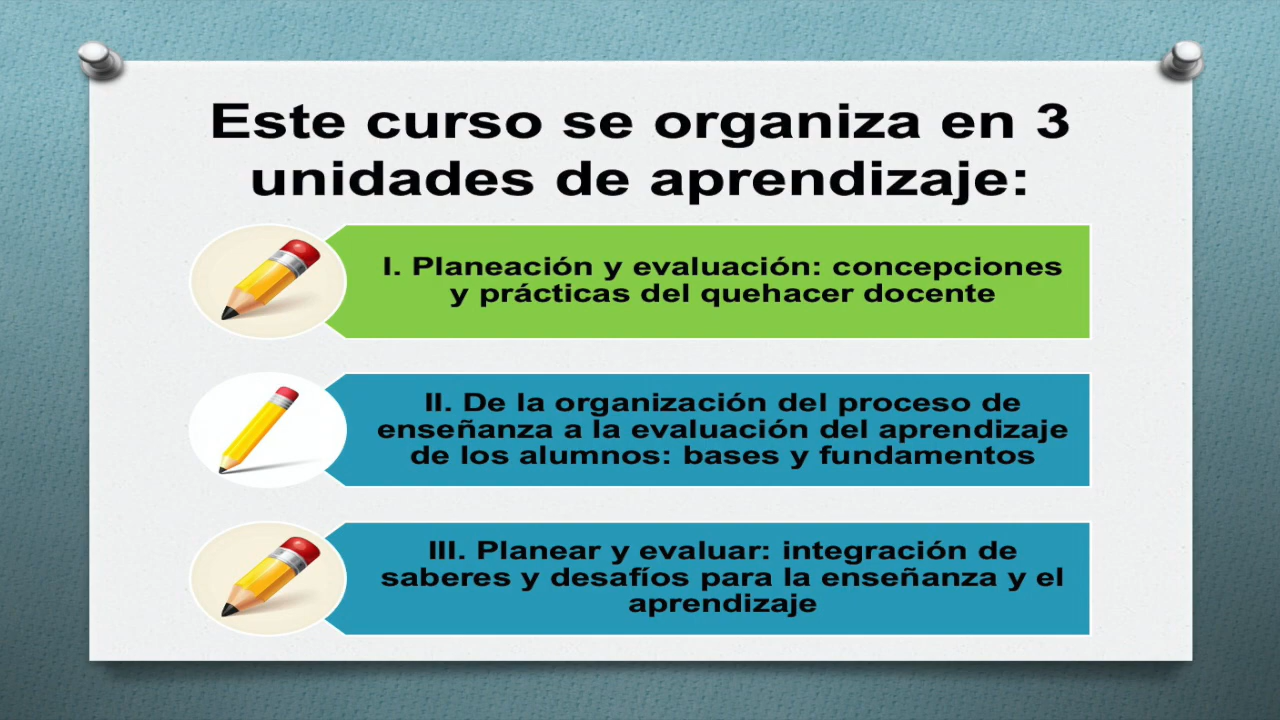 Este curso se organiza en 3
unidades de aprendizaje:
I. Planeación y evaluación: concepciones
y prácticas del quehacer docente
II. De la organización del proceso de
enseñanza a la evaluación del aprendizaje
de los alumnos: bases y fundamentos
III. Planear y evaluar: integración de
saberes y desafíos para la enseñanza y el
aprendizaje